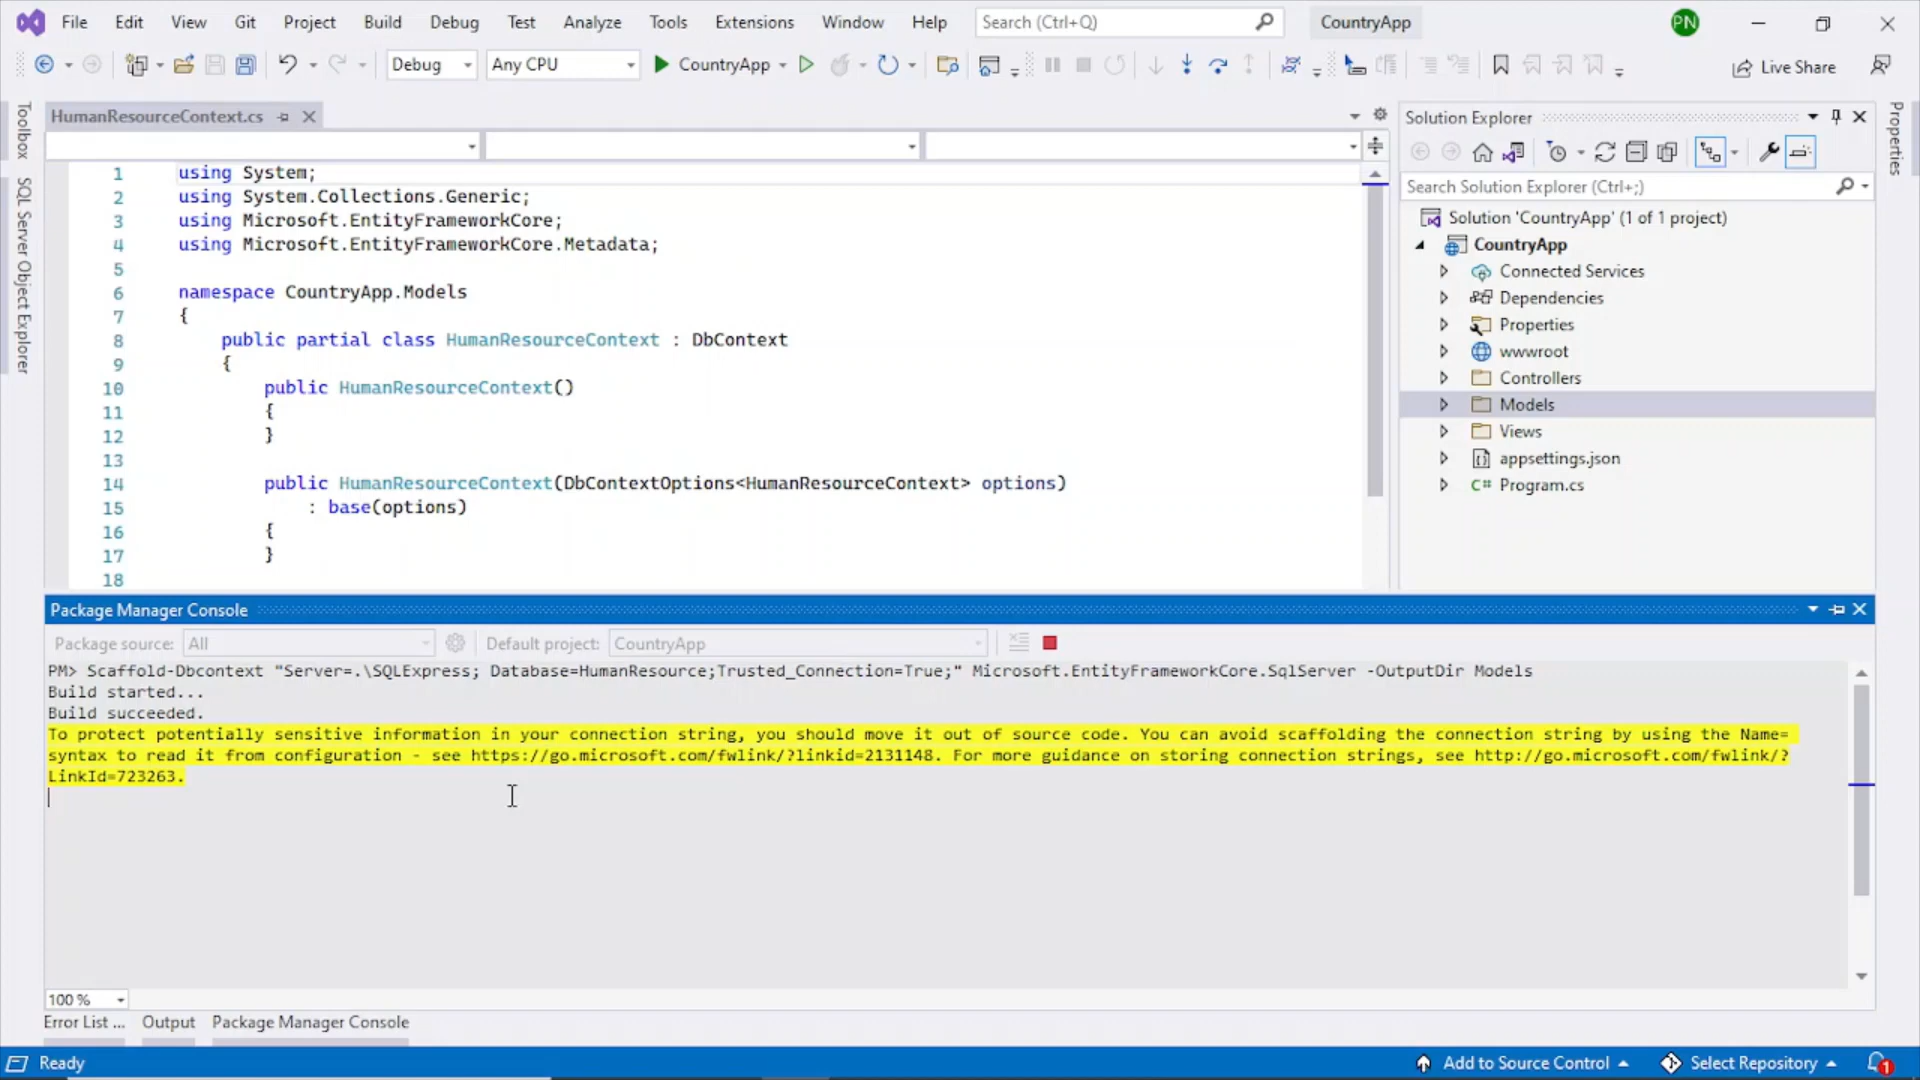 File Edit View Git Project Build Debug Test Analyze Tools Extensions Window Help Search (Ctrl+Q) CountryApp PN
Debug Any CPU CountryApp Live Share
Toolbox
SQL Server Object Explorer
HumanResourceContext.cs
1 using System;
2 using System.Collections.Generic;
3 using Microsoft.EntityFrameworkCore;
4 using Microsoft.EntityFrameworkCore.Metadata;
5
6 namespace CountryApp.Models
7 {
8 public partial class HumanResourceContext : DbContext
9 {
10 public HumanResourceContext()
11 {
12 }
13
14 public HumanResourceContext(DbContextOptions<HumanResourceContext> options)
15 : base(options)
16 {
17 }
18
Solution Explorer
Search Solution Explorer (Ctrl+;)
Solution 'CountryApp' (1 of 1 project)
CountryApp
Connected Services
Dependencies
Properties
wwwroot
Controllers
Models
Views
appsettings.json
C# Program.cs
Properties
Package Manager Console
Package source: All Default project: CountryApp
PM> Scaffold-Dbcontext "Server=.\SQLExpress; Database=HumanResource;Trusted_Connection=True;" Microsoft.EntityFrameworkCore.SqlServer -OutputDir Models
Build started...
Build succeeded.
To protect potentially sensitive information in your connection string, you should move it out of source code. You can avoid scaffolding the connection string by using the Name=
syntax to read it from configuration - see https://go.microsoft.com/fwlink/?linkid=2131148. For more guidance on storing connection strings, see http://go.microsoft.com/fwlink/?
LinkId=723263.
100 %
Error List ... Output Package Manager Console
Ready Add to Source Control Select Repository 1